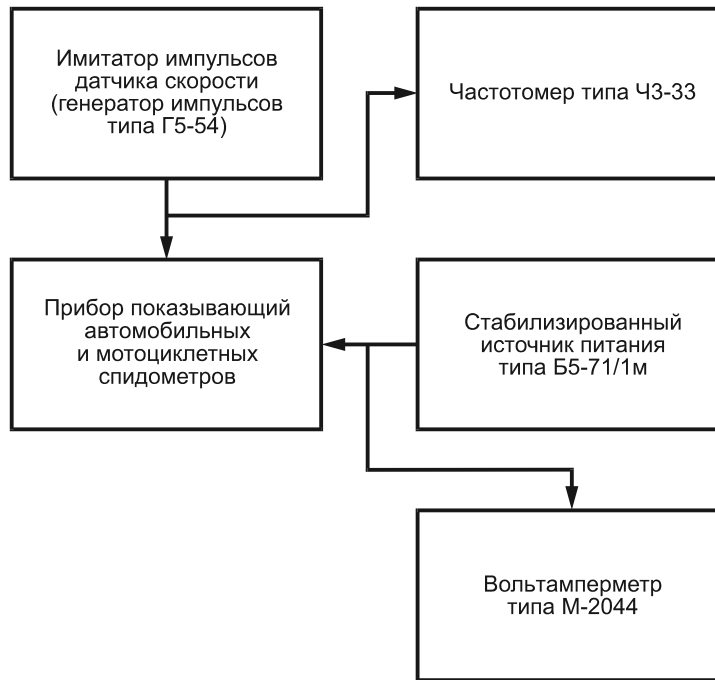 Имитатор импульсов
датчика скорости
(генератор импульсов
типа Г5-54)
Частотомер типа Ч3-33
Прибор показывающий
автомобильных
и мотоциклетных
спидометров
Стабилизированный
источник питания
типа Б5-71/1м
Вольтамперметр
типа М-2044